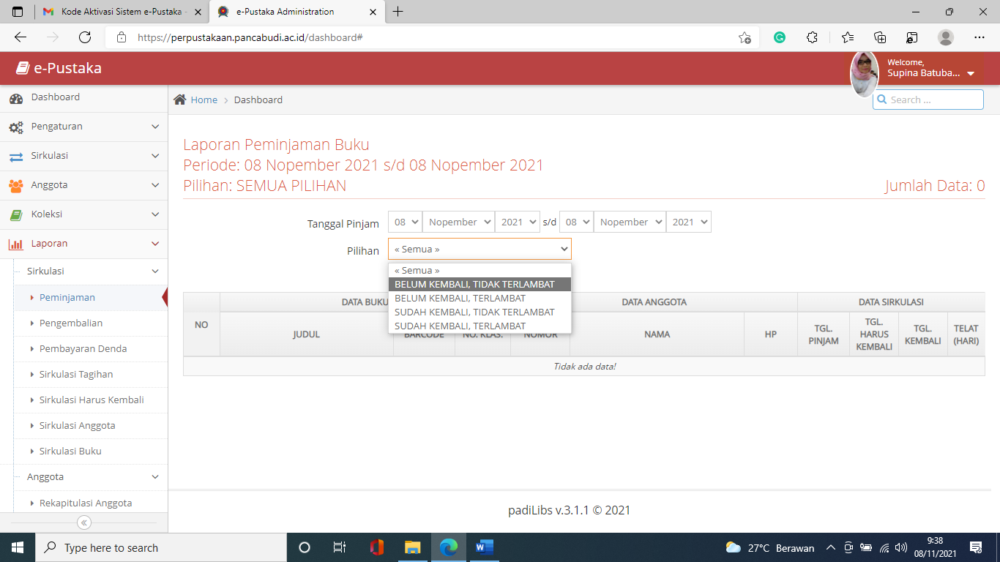 Kode Aktivasi Sistem e-Pustaka -
e-Pustaka Administration
https://perpustakaan.pancabudi.ac.id/dashboard#
e-Pustaka
Welcome,
Supina Batuba...
Dashboard
Pengaturan
Sirkulasi
Anggota
Koleksi
Laporan
Sirkulasi
Peminjaman
Pengembalian
Pembayaran Denda
Sirkulasi Tagihan
Sirkulasi Harus Kembali
Sirkulasi Anggota
Sirkulasi Buku
Anggota
Rekapitulasi Anggota
Home > Dashboard
Search ...
Laporan Peminjaman Buku
Periode: 08 Nopember 2021 s/d 08 Nopember 2021
Pilihan: SEMUA PILIHAN
Jumlah Data: 0
Tanggal Pinjam 08 Nopember 2021 s/d 08 Nopember 2021
Pilihan « Semua »
« Semua »
BELUM KEMBALI, TIDAK TERLAMBAT
BELUM KEMBALI, TERLAMBAT
SUDAH KEMBALI, TIDAK TERLAMBAT
SUDAH KEMBALI, TERLAMBAT
NO
DATA BUKU
DATA ANGGOTA
DATA SIRKULASI
JUDUL
BARCODE
NO. KLAS.
NOMOR
NAMA
HP
TGL. PINJAM
TGL. HARUS KEMBALI
TGL. KEMBALI
TELAT (HARI)
Tidak ada data!
padiLibs v.3.1.1 © 2021
Type here to search
27°C Berawan
9:38
08/11/2021